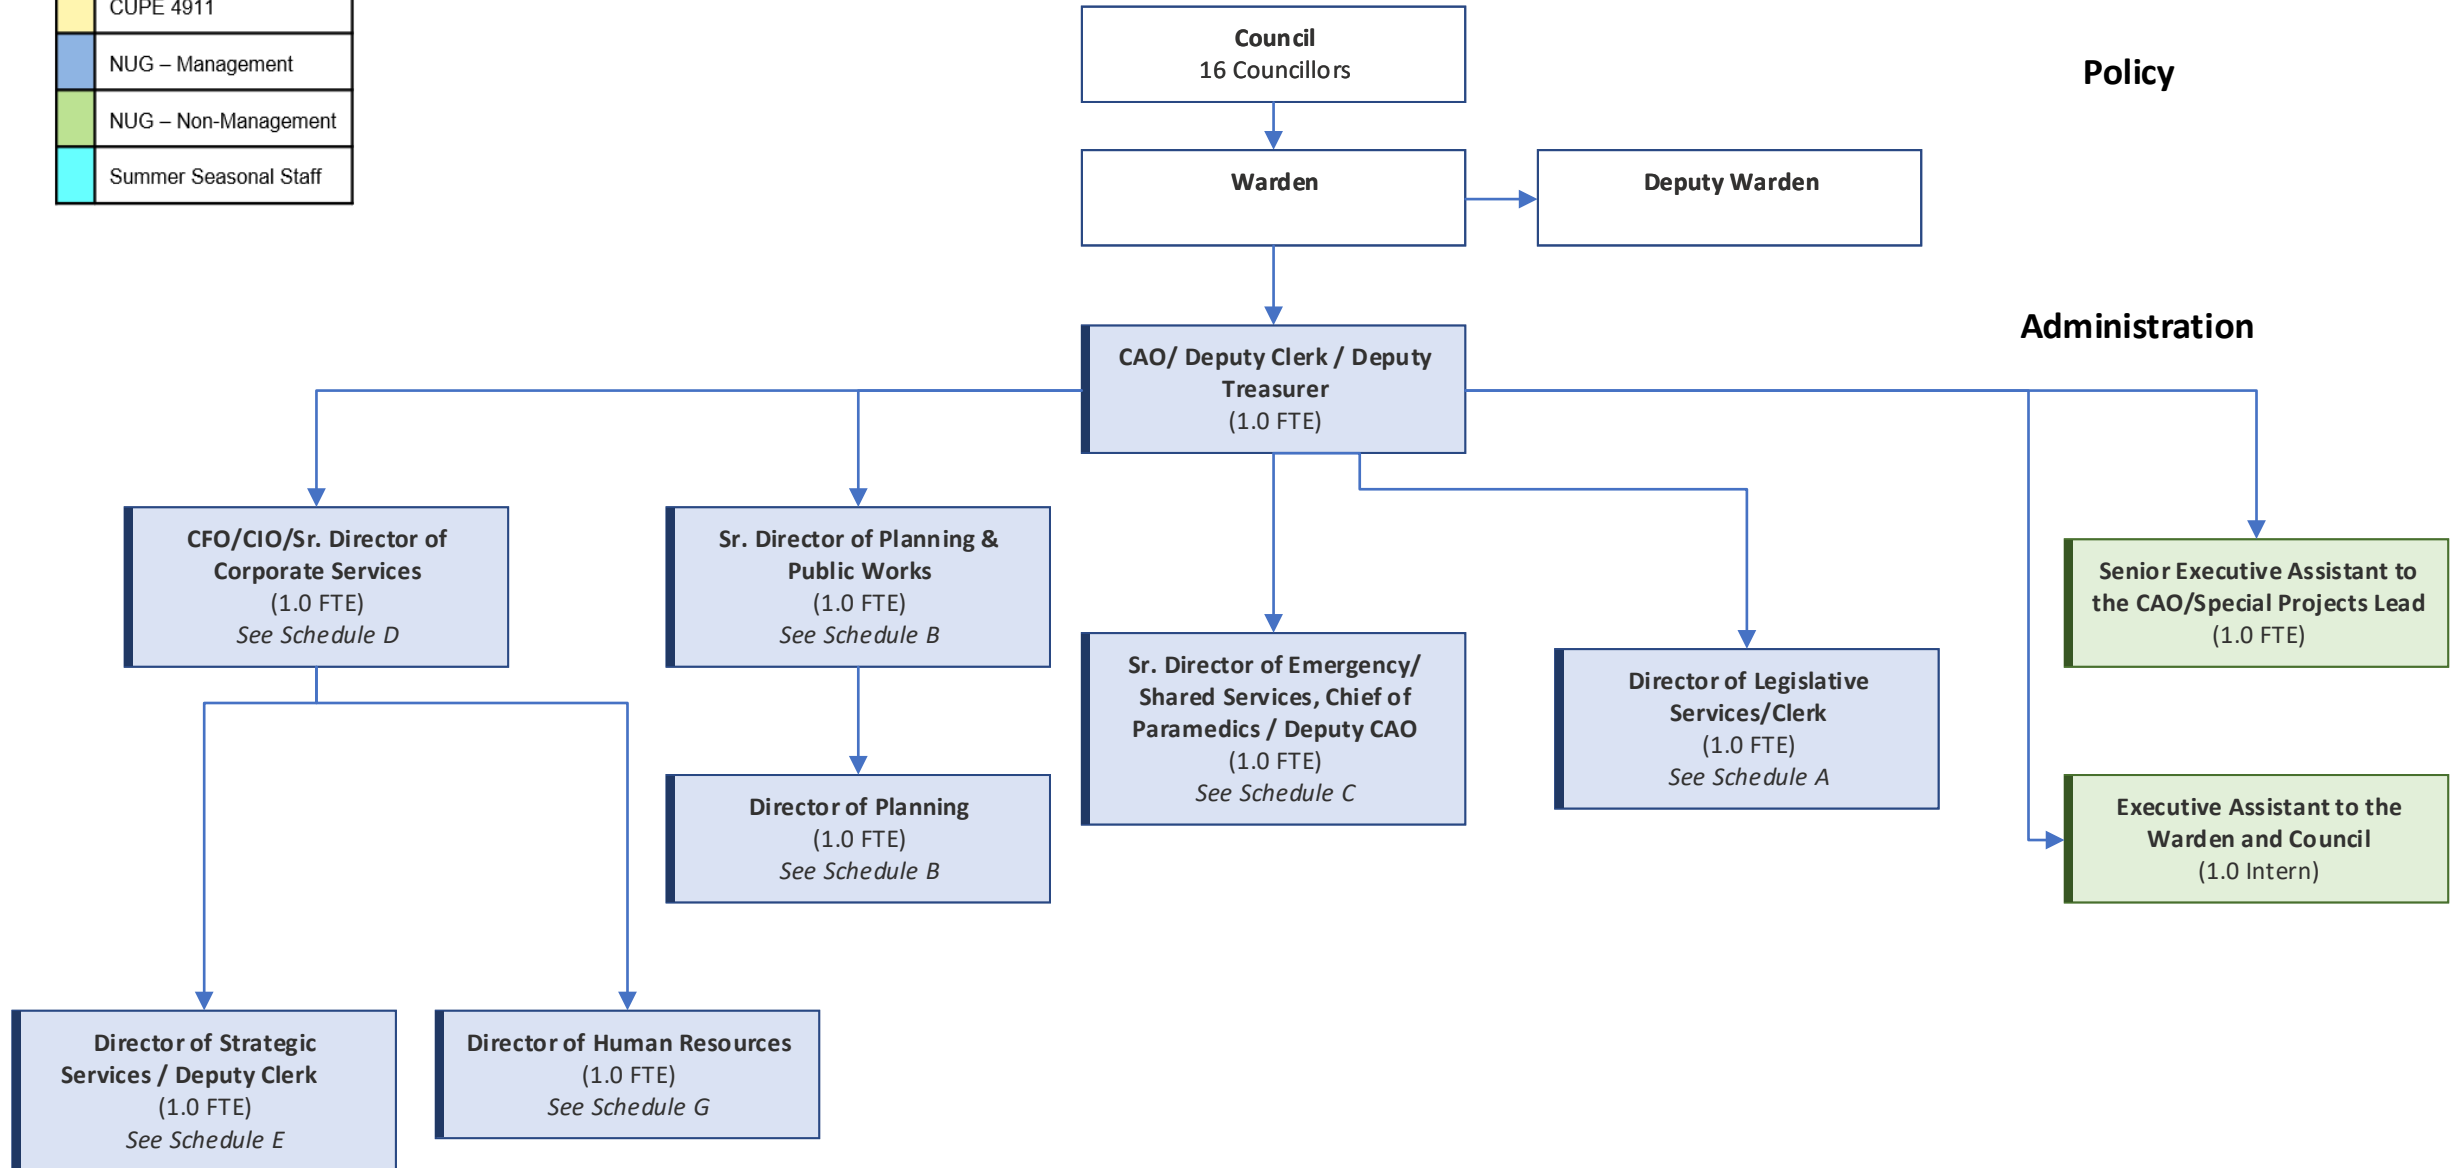 CUPE 4911
NUG – Management
NUG – Non-Management
Summer Seasonal Staff
Council
16 Councillors
Policy
Warden
Deputy Warden
Administration
CAO/ Deputy Clerk / Deputy
Treasurer
(1.0 FTE)
CFO/CIO/Sr. Director of
Corporate Services
(1.0 FTE)
See Schedule D
Sr. Director of Planning &
Public Works
(1.0 FTE)
See Schedule B
Sr. Director of Emergency/
Shared Services, Chief of
Paramedics / Deputy CAO
(1.0 FTE)
See Schedule C
Director of Legislative
Services/Clerk
(1.0 FTE)
See Schedule A
Senior Executive Assistant to
the CAO/Special Projects Lead
(1.0 FTE)
Director of Planning
(1.0 FTE)
See Schedule B
Executive Assistant to the
Warden and Council
(1.0 Intern)
Director of Strategic
Services / Deputy Clerk
(1.0 FTE)
See Schedule E
Director of Human Resources
(1.0 FTE)
See Schedule G